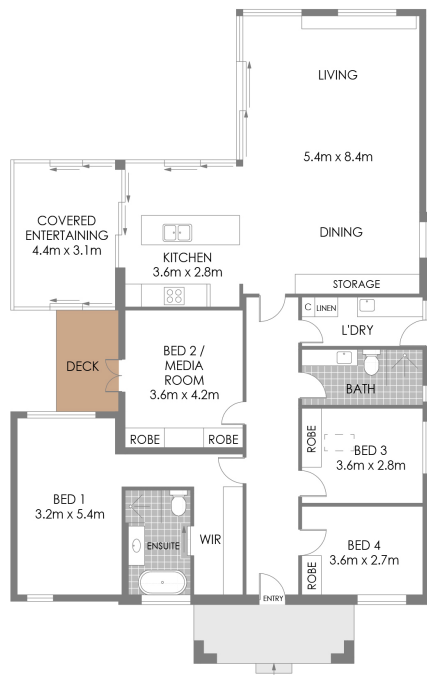 LIVING
5.4m x 8.4m
COVERED
ENTERTAINING
4.4m x 3.1m
DINING
KITCHEN
3.6m x 2.8m
STORAGE
C
LINEN
L'DRY
DECK
BED 2 /
MEDIA
ROOM
3.6m x 4.2m
BATH
ROBE
ROBE
ROBE
BED 3
3.6m x 2.8m
BED 1
3.2m x 5.4m
ENSUITE
WIR
BED 4
3.6m x 2.7m
ROBE
ENTRY